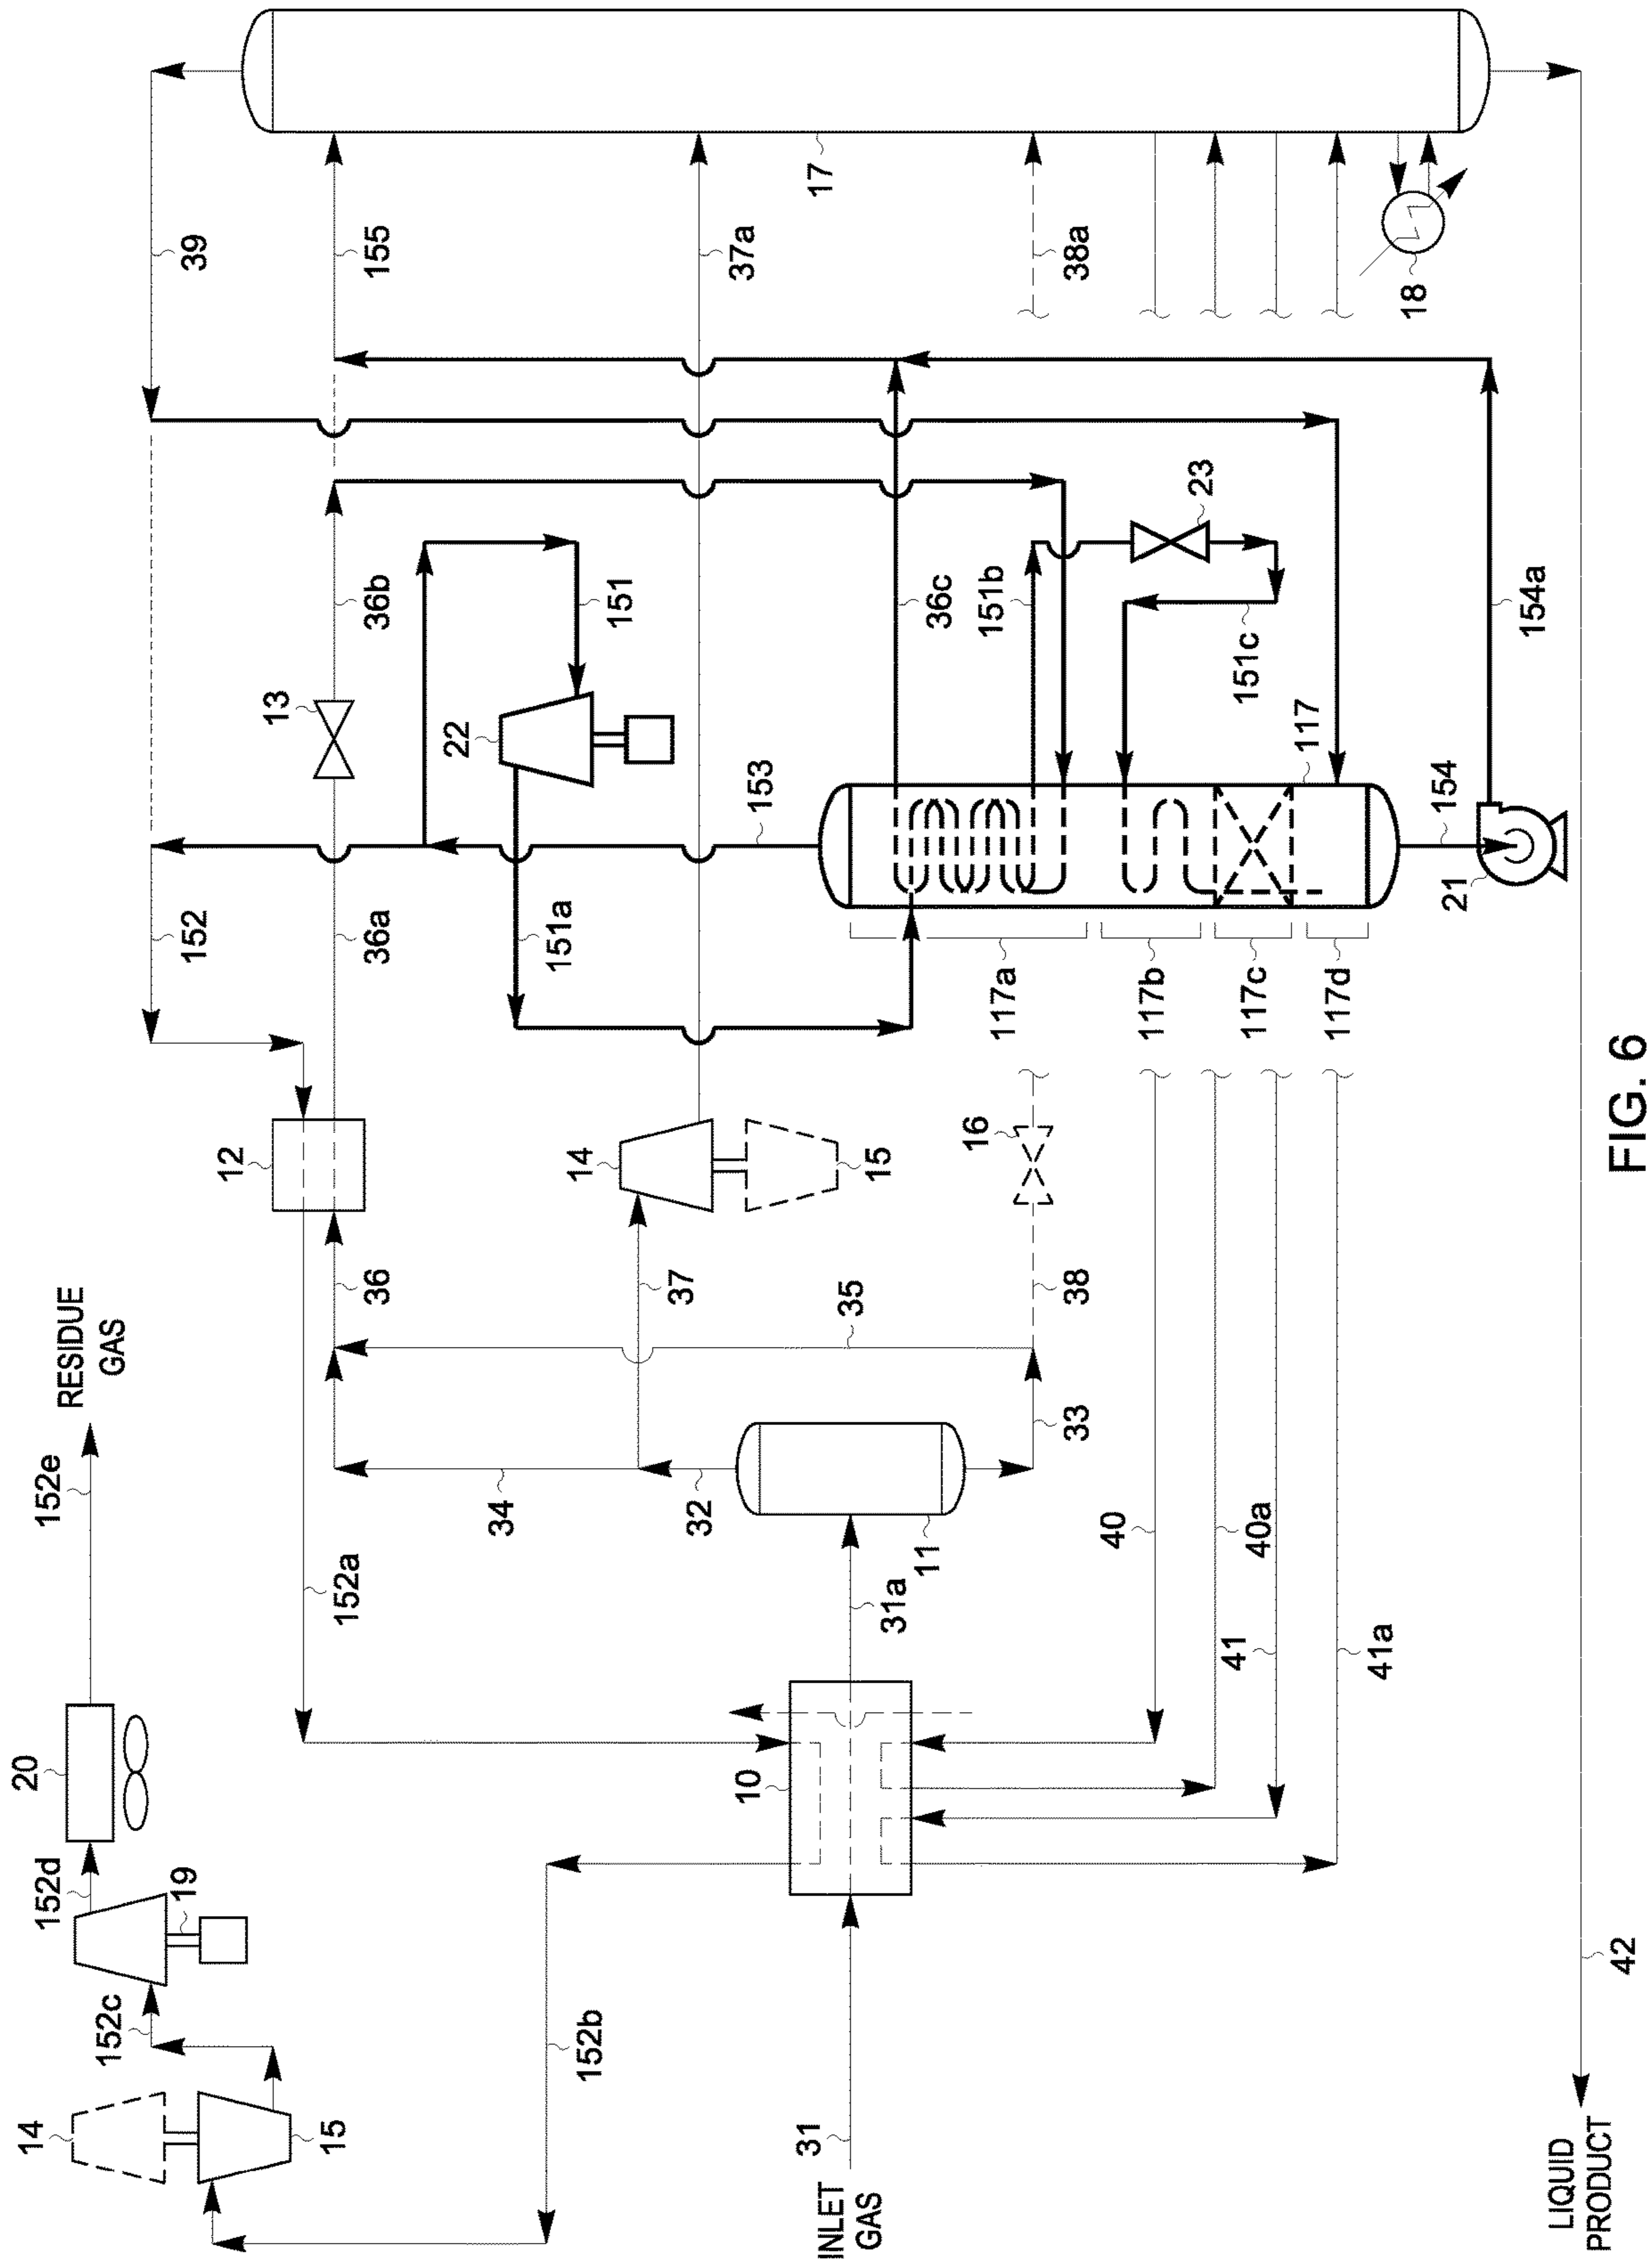 14
20
152d
152e
RESIDUE
GAS
152c
19
152
39
12
13
15
152a
36
36a
36b
155
22
34
151a
152b
14
151
37
32
37a
10
153
31
17
INLET
GAS
35
15
31a
11
36c
16
151b
117a
33
38
38a
40
117b
23
41
151c
117c
40a
117
117d
41a
18
154
21
154a
LIQUID
PRODUCT
42
FIG. 6